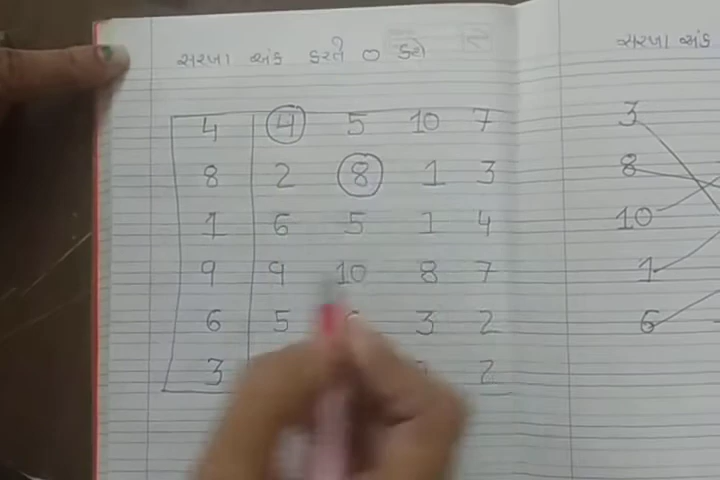 સરખા અંક ફરતે ૦ કરો
4 4 5 10 7
8 2 8 1 3
1 6 5 1 4
9 9 10 8 7
6 5 3 2
3 2
સરખા અંક
3
8
10
1
6